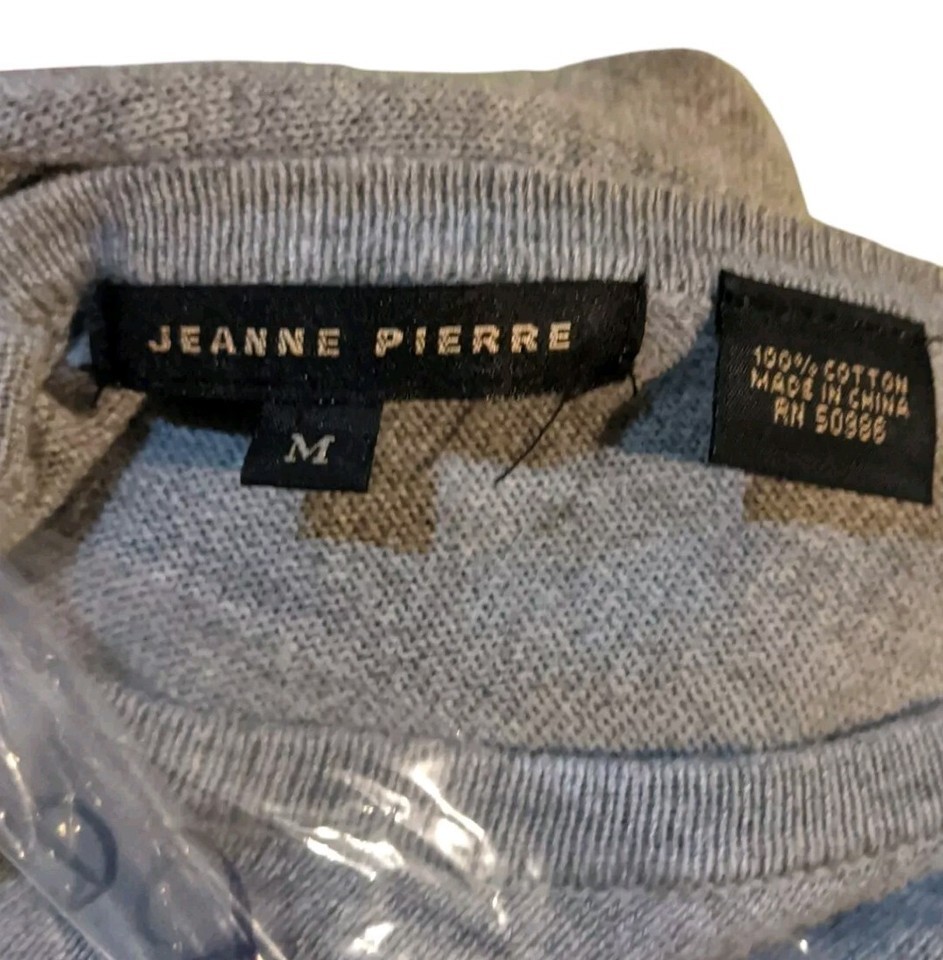 JEANNE PIERRE
M
100% COTTON
MADE IN CHINA
RN 50986